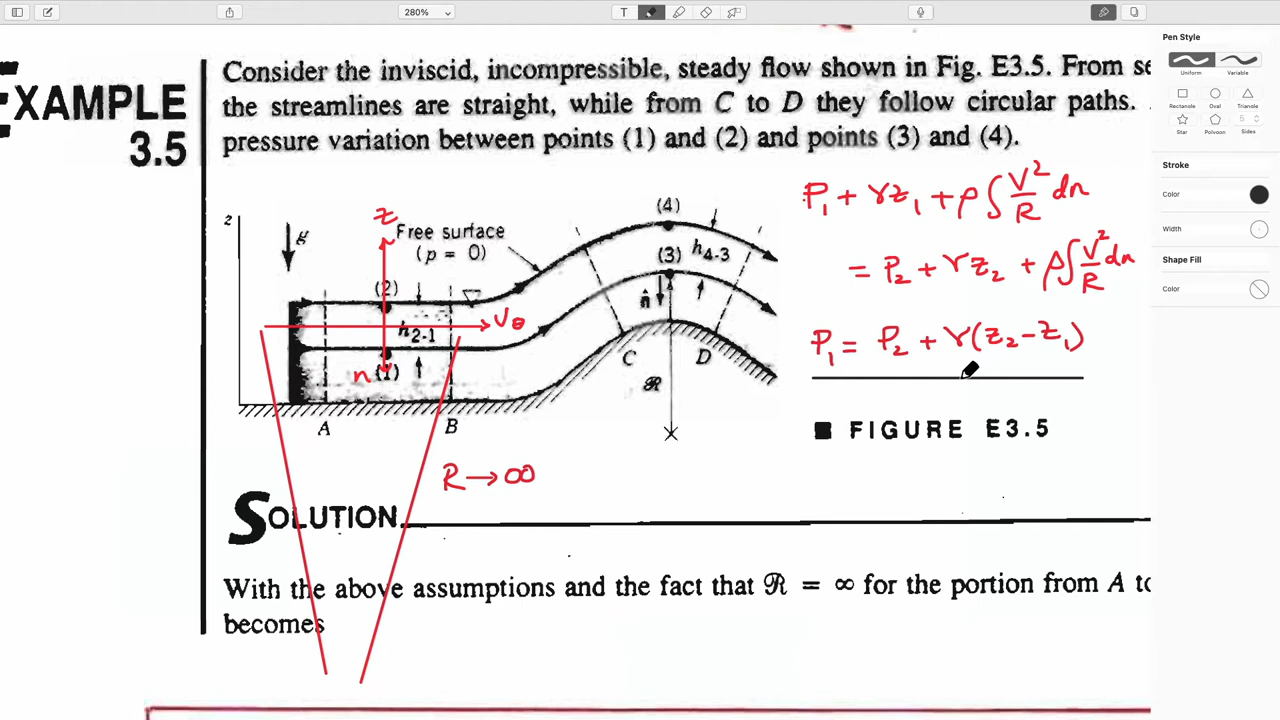 280%
T
Pen Style
Uniform
Variable
Rectangle
Oval
Triangle
Star
Polygon
5
Sides
Stroke
Color
Width
Shape Fill
Color
EXAMPLE
3.5
Consider the inviscid, incompressible, steady flow shown in Fig. E3.5. From
the streamlines are straight, while from C to D they follow circular paths.
pressure variation between points (1) and (2) and points (3) and (4).
P₁ + γz₁ + ρ∫V²/R dn
= P₂ + γz₂ + ρ∫V²/R dn
P₁ = P₂ + γ(z₂−z₁)
z
g
z
Free surface
(p = 0)
(4)
(3)
h₄₋₃
n̂
(2)
h₂₋₁
(1)
n
A
B
C
D
ℛ
R → ∞
FIGURE E3.5
SOLUTION
With the above assumptions and the fact that ℛ = ∞ for the portion from A
becomes